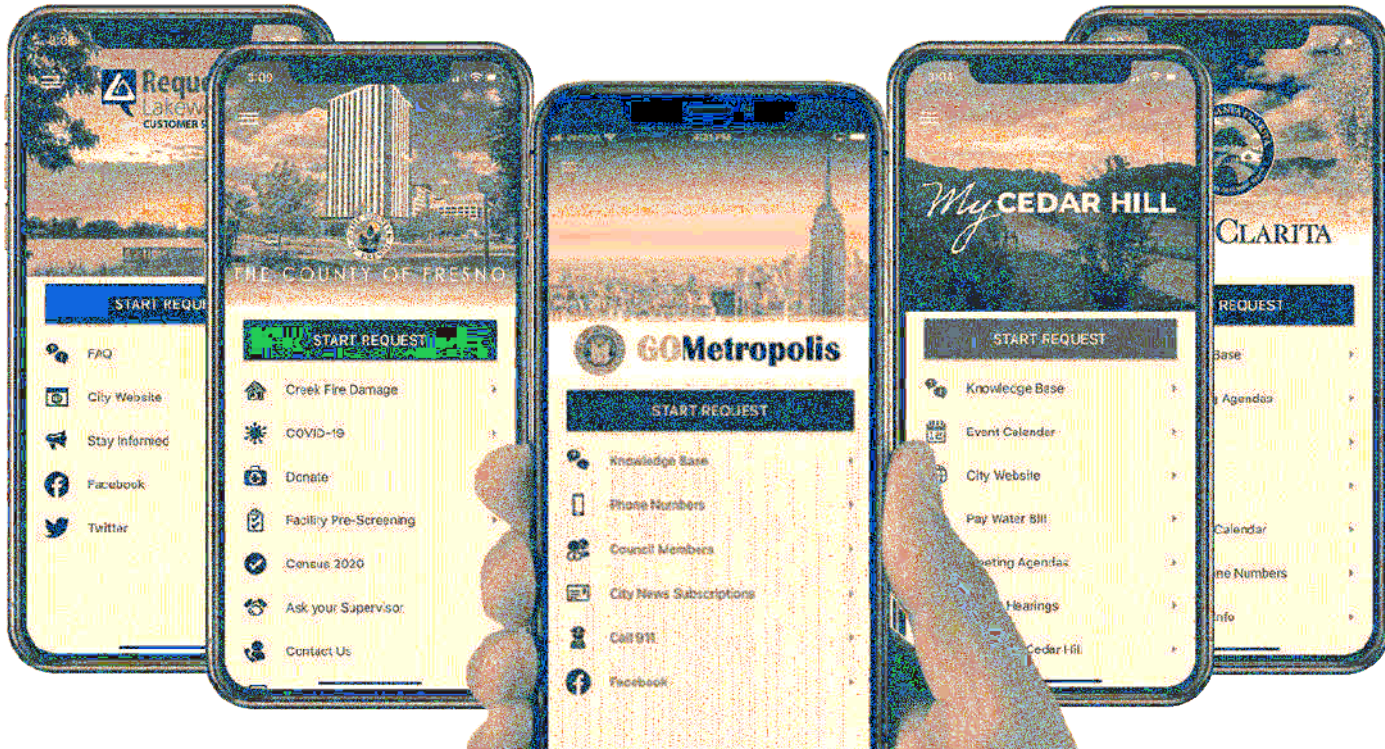 Reque
Lakew
CUSTOMER S
START REQU
FAQ
City Website
Stay Informed
Facebook
Twitter
THE COUNTY OF FRESNO
START REQUEST
Creek Fire Damage
COVID-19
Donate
Facility Pre-Screening
Census 2020
Ask your Supervisor
Contact Us
GOMetropolis
START REQUEST
Knowledge Base
Phone Numbers
Council Members
City News Subscriptions
Call 911
Facebook
My CEDAR HILL
START REQUEST
Knowledge Base
Event Calendar
City Website
Pay Water Bill
eeting Agendas
Hearings
Cedar Hill
CLARITA
REQUEST
Base
Agendas
Calendar
ne Numbers
Info